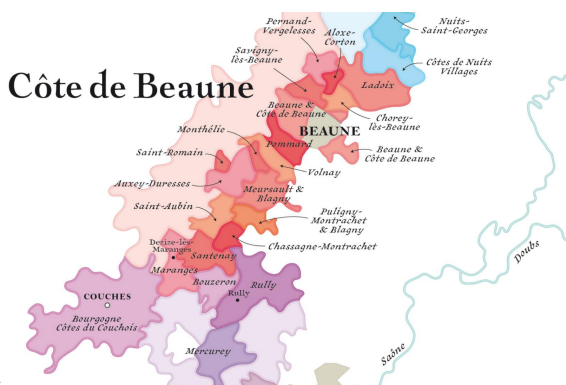 Nuits-
Saint-Georges
Pernand-
Vergelesses
Aloxe-
Corton
Savigny-
lès-Beaune
Côtes de Nuits
Villages
Côte de Beaune
Ladoix
Beaune &
Côte de Beaune
Chorey-
lès-Beaune
BEAUNE
Monthélie
Pommard
Beaune &
Côte de Beaune
Saint-Romain
Volnay
Auxey-Duresses
Meursault &
Blagny
Saint-Aubin
Puligny-
Montrachet
& Blagny
Dezize-lès-
Maranges
Chassagne-Montrachet
Santenay
Maranges
Doubs
Bouzeron
Rully
Rully
COUCHES
Bourgogne
Côtes du Couchois
Mercurey
Saône